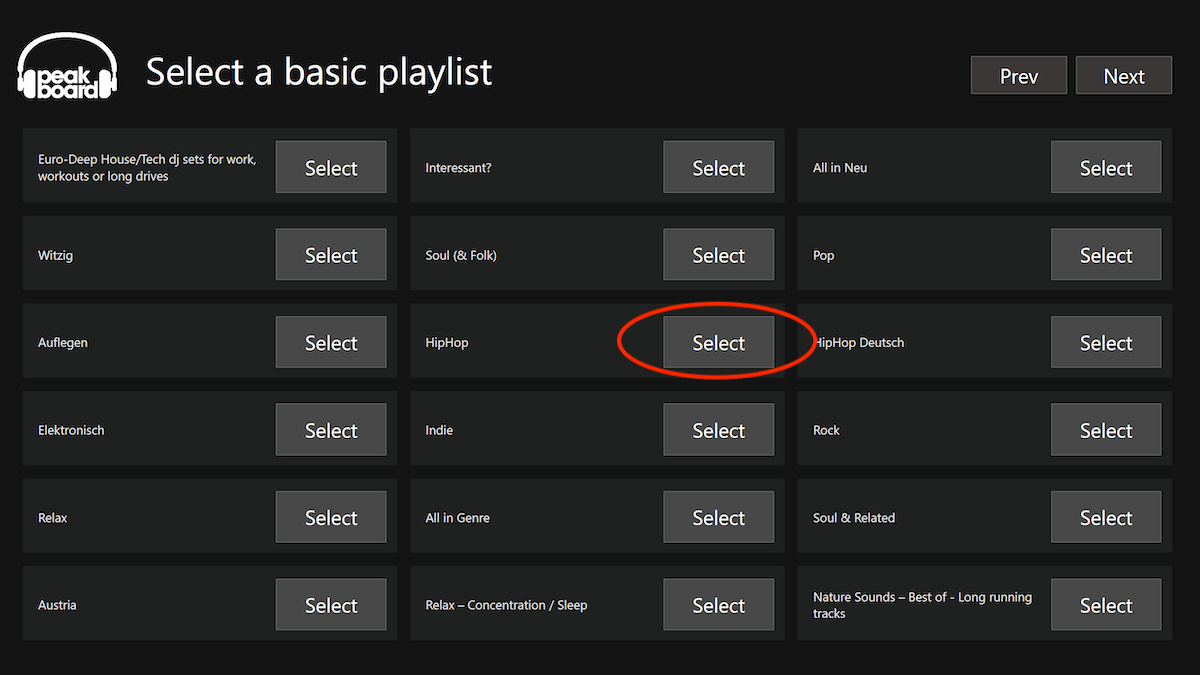 peak
board
Select a basic playlist
Prev
Next
Euro-Deep House/Tech dj sets for work,
workouts or long drives
Select
Interessant?
Select
All in Neu
Select
Witzig
Select
Soul (& Folk)
Select
Pop
Select
Auflegen
Select
HipHop
Select
HipHop Deutsch
Select
Elektronisch
Select
Indie
Select
Rock
Select
Relax
Select
All in Genre
Select
Soul & Related
Select
Austria
Select
Relax – Concentration / Sleep
Select
Nature Sounds – Best of - Long running
tracks
Select